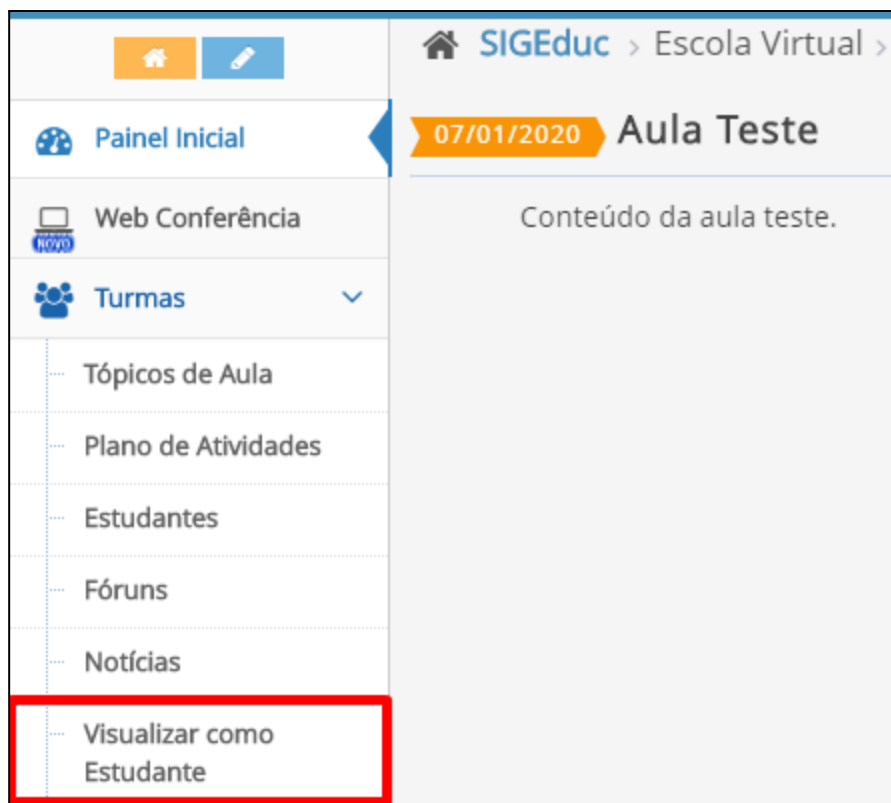 SIGEduc > Escola Virtual >
Painel Inicial
07/01/2020 Aula Teste
Web Conferência
NOVO
Conteúdo da aula teste.
Turmas
Tópicos de Aula
Plano de Atividades
Estudantes
Fóruns
Notícias
Visualizar como
Estudante